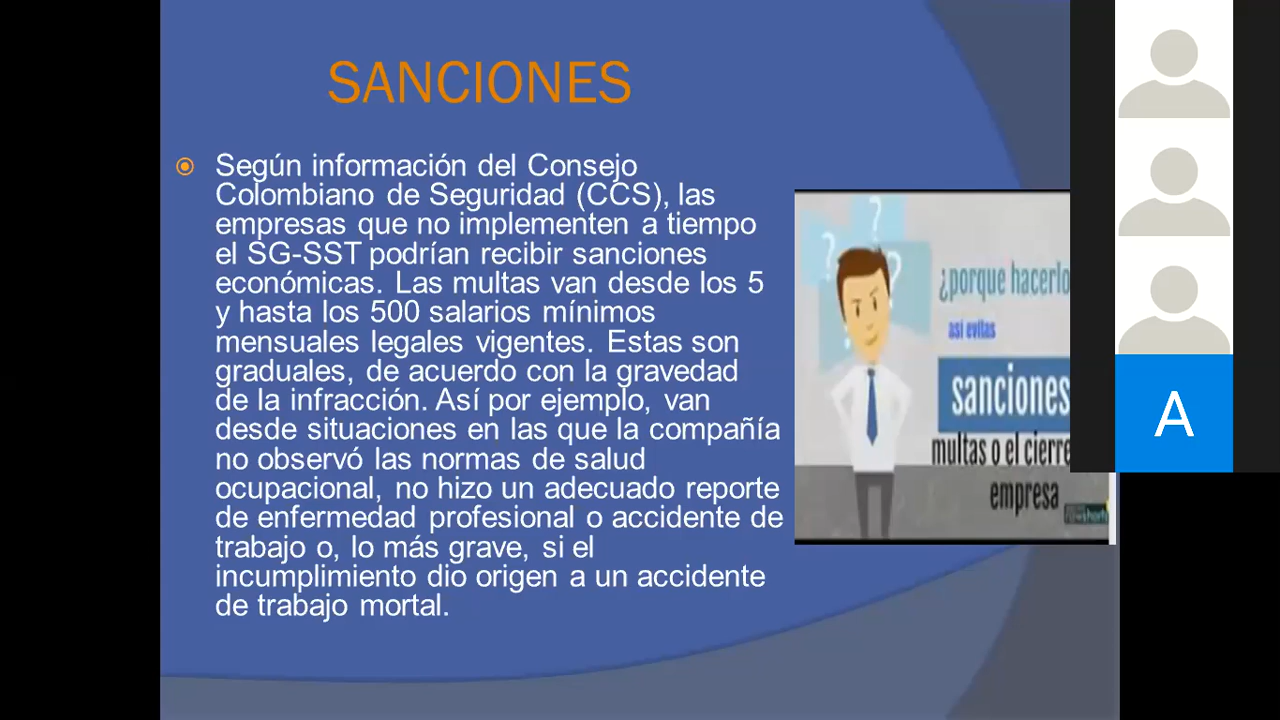 SANCIONES
Según información del Consejo
Colombiano de Seguridad (CCS), las
empresas que no implementen a tiempo
el SG-SST podrían recibir sanciones
económicas. Las multas van desde los 5
y hasta los 500 salarios mínimos
mensuales legales vigentes. Estas son
graduales, de acuerdo con la gravedad
de la infracción. Así por ejemplo, van
desde situaciones en las que la compañía
no observó las normas de salud
ocupacional, no hizo un adecuado reporte
de enfermedad profesional o accidente de
trabajo o, lo más grave, si el
incumplimiento dio origen a un accidente
de trabajo mortal.
? ? ?
¿porque hacerlo
así evitas
sanciones
multas o el cierre
empresa
A